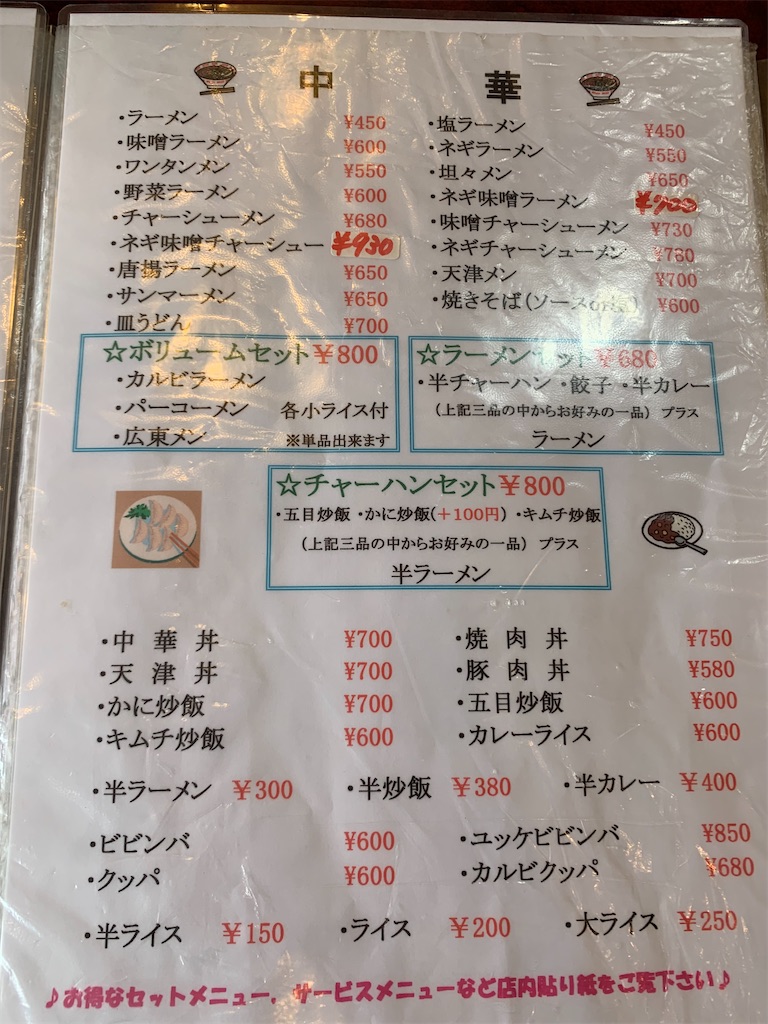 中 華
・ラーメン ¥450
・味噌ラーメン ¥600
・ワンタンメン ¥550
・野菜ラーメン ¥600
・チャーシューメン ¥680
・ネギ味噌チャーシュー ¥930
・唐揚ラーメン ¥650
・サンマーメン ¥650
・皿うどん ¥700
・塩ラーメン ¥450
・ネギラーメン ¥550
・坦々メン ¥650
・ネギ味噌ラーメン
・味噌チャーシューメン ¥730
・ネギチャーシューメン ¥780
・天津メン ¥700
・焼きそば(ソースor塩) ¥600
☆ボリュームセット¥800
・カルビラーメン
・パーコーメン 各小ライス付
・広東メン ※単品出来ます
☆ラーメンセット¥680
・半チャーハン ・餃子 ・半カレー
(上記三品の中からお好みの一品) プラス
ラーメン
☆チャーハンセット¥800
・五目炒飯 ・かに炒飯(+100円) ・キムチ炒飯
(上記三品の中からお好みの一品) プラス
半ラーメン
・中 華 丼 ¥700
・天 津 丼 ¥700
・かに炒飯 ¥700
・キムチ炒飯 ¥600
・焼 肉 丼 ¥750
・豚 肉 丼 ¥580
・五目炒飯 ¥600
・カレーライス ¥600
・半ラーメン ¥300 ・半炒飯 ¥380 ・半カレー ¥400
・ビビンバ ¥600
・クッパ ¥600
・ユッケビビンバ ¥850
・カルビクッパ ¥680
・半ライス ¥150 ・ライス ¥200 ・大ライス ¥250
♪お得なセットメニュー，サービスメニューなど店内貼り紙をご覧下さい♪